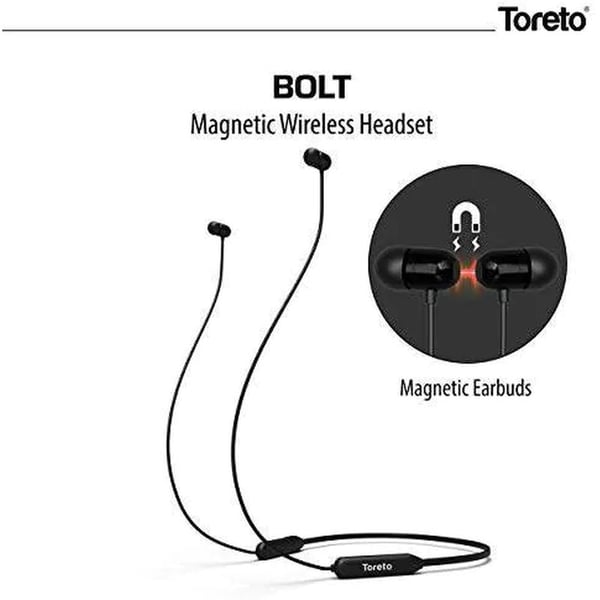 Toreto®
BOLT
Magnetic Wireless Headset
Magnetic Earbuds
Toreto